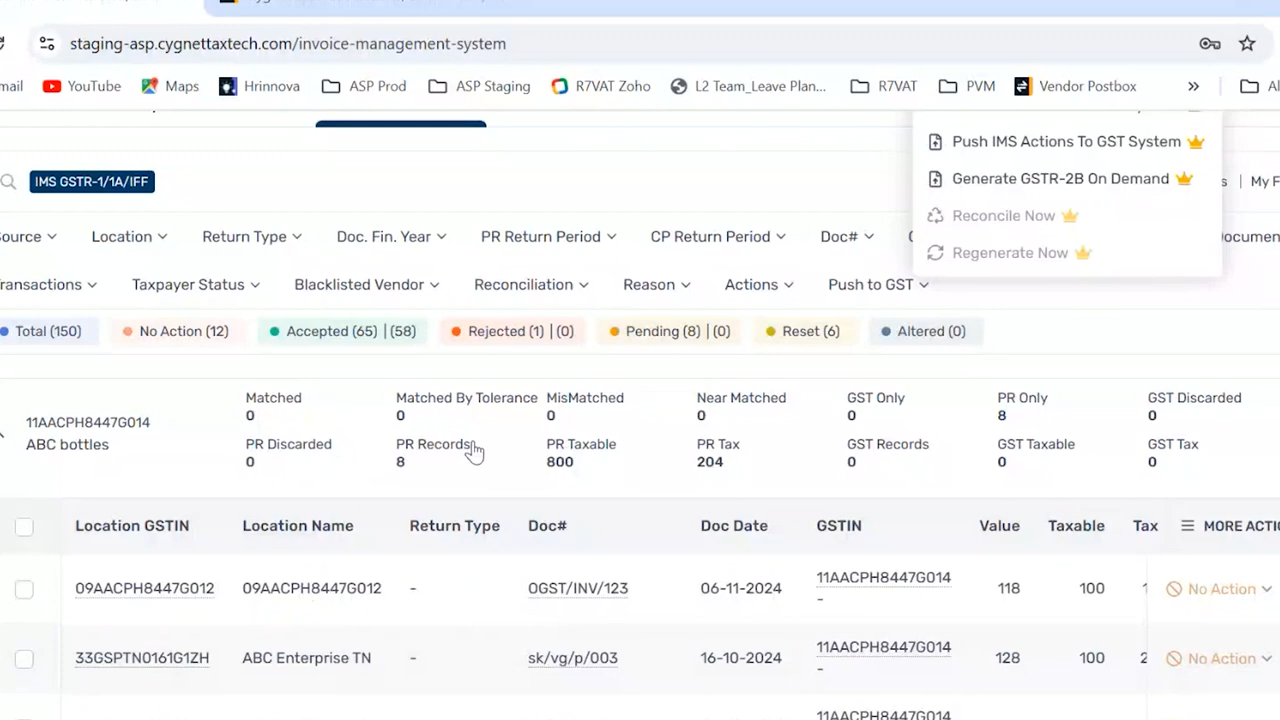 staging-asp.cygnettaxtech.com/invoice-management-system
mail YouTube Maps Hrinnova ASP Prod ASP Staging R7VAT Zoho L2 Team_Leave Plan... R7VAT PVM Vendor Postbox »
Push IMS Actions To GST System
IMS GSTR-1/1A/IFF
Generate GSTR-2B On Demand
Reconcile Now
Location Return Type Doc. Fin. Year PR Return Period CP Return Period Doc#
Regenerate Now
Taxpayer Status Blacklisted Vendor Reconciliation Reason Actions Push to GST
Total (150) No Action (12) Accepted (65) | (58) Rejected (1) | (0) Pending (8) | (0) Reset (6) Altered (0)
Matched Matched By Tolerance MisMatched Near Matched GST Only PR Only GST Discarded
0 0 0 0 0 8 0
11AACPH8447G014
ABC bottles
PR Discarded PR Records PR Taxable PR Tax GST Records GST Taxable GST Tax
0 8 800 204 0 0 0
Location GSTIN Location Name Return Type Doc# Doc Date GSTIN Value Taxable Tax MORE ACTIO
09AACPH8447G012 09AACPH8447G012 - OGST/INV/123 06-11-2024 11AACPH8447G014 118 100 No Action
-
33GSPTN0161G1ZH ABC Enterprise TN - sk/vg/p/003 16-10-2024 11AACPH8447G014 128 100 2 No Action
-